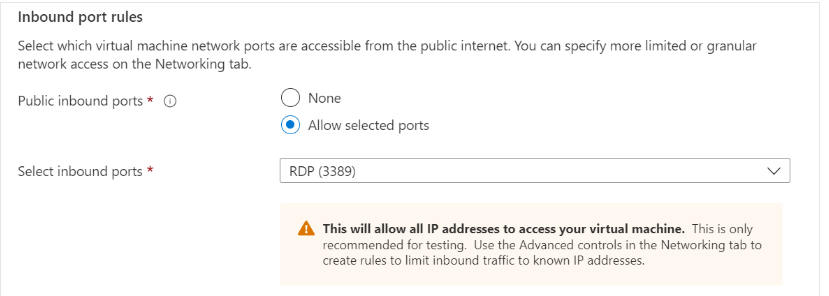 Inbound port rules
Select which virtual machine network ports are accessible from the public internet. You can specify more limited or granular
network access on the Networking tab.
Public inbound ports *
None
Allow selected ports
Select inbound ports *
RDP (3389)
This will allow all IP addresses to access your virtual machine. This is only
recommended for testing. Use the Advanced controls in the Networking tab to
create rules to limit inbound traffic to known IP addresses.